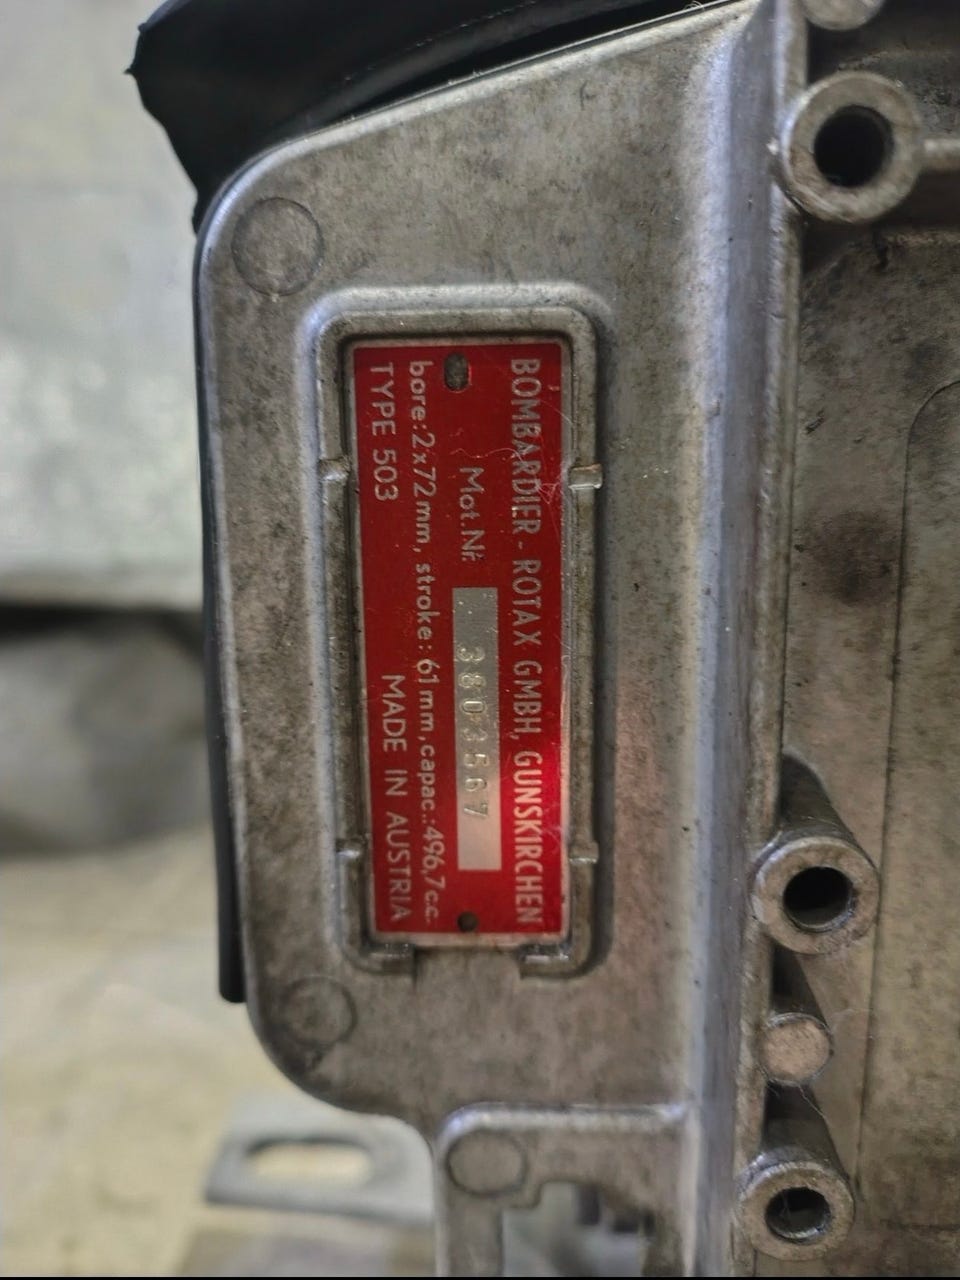 BOMBARDIER - ROTAX GMBH, GUNSKIRCHEN
Mot.Nr. 3803567
bore:2x72mm, stroke: 61mm,capac.:496,7c.c.
TYPE 503 MADE IN AUSTRIA